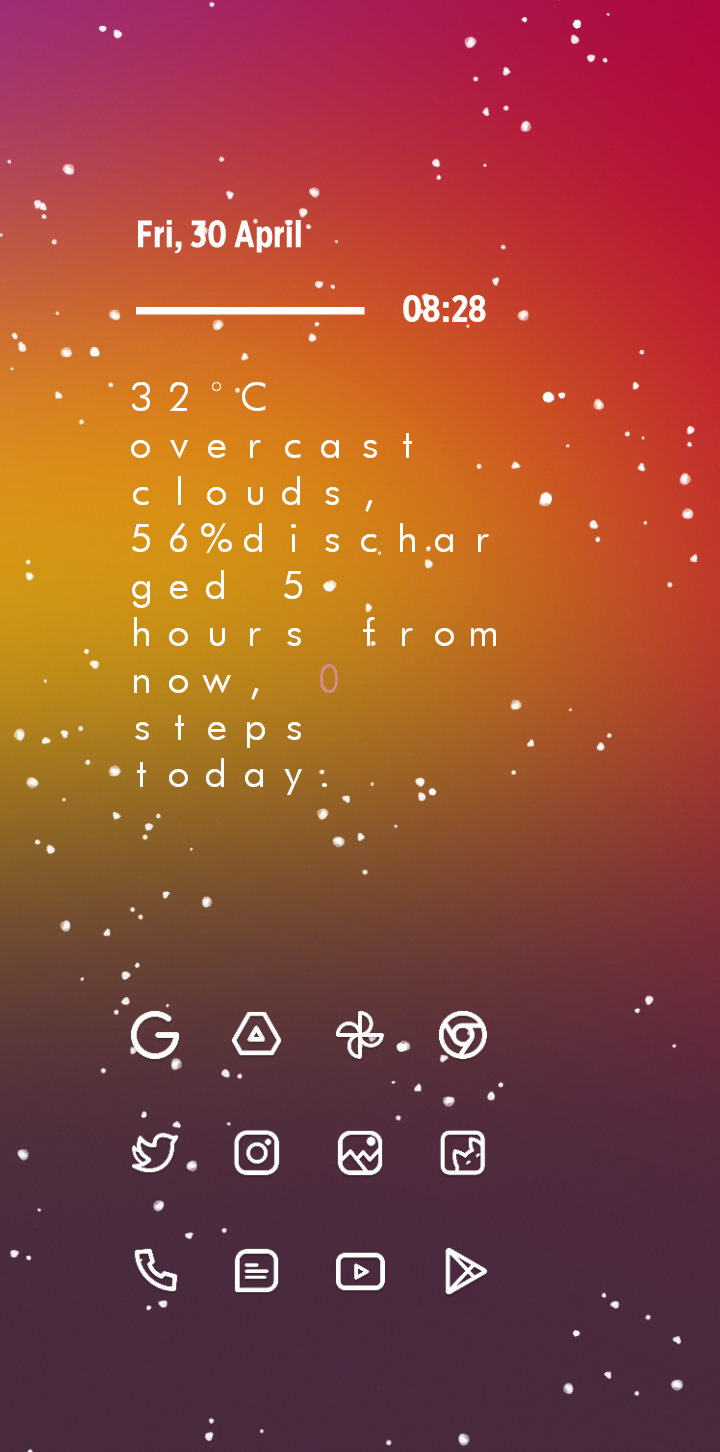 Fri, 30 April
08:28
32°C
overcast
clouds,
56%dischar
ged 5
hours from
now, 0
steps
today.